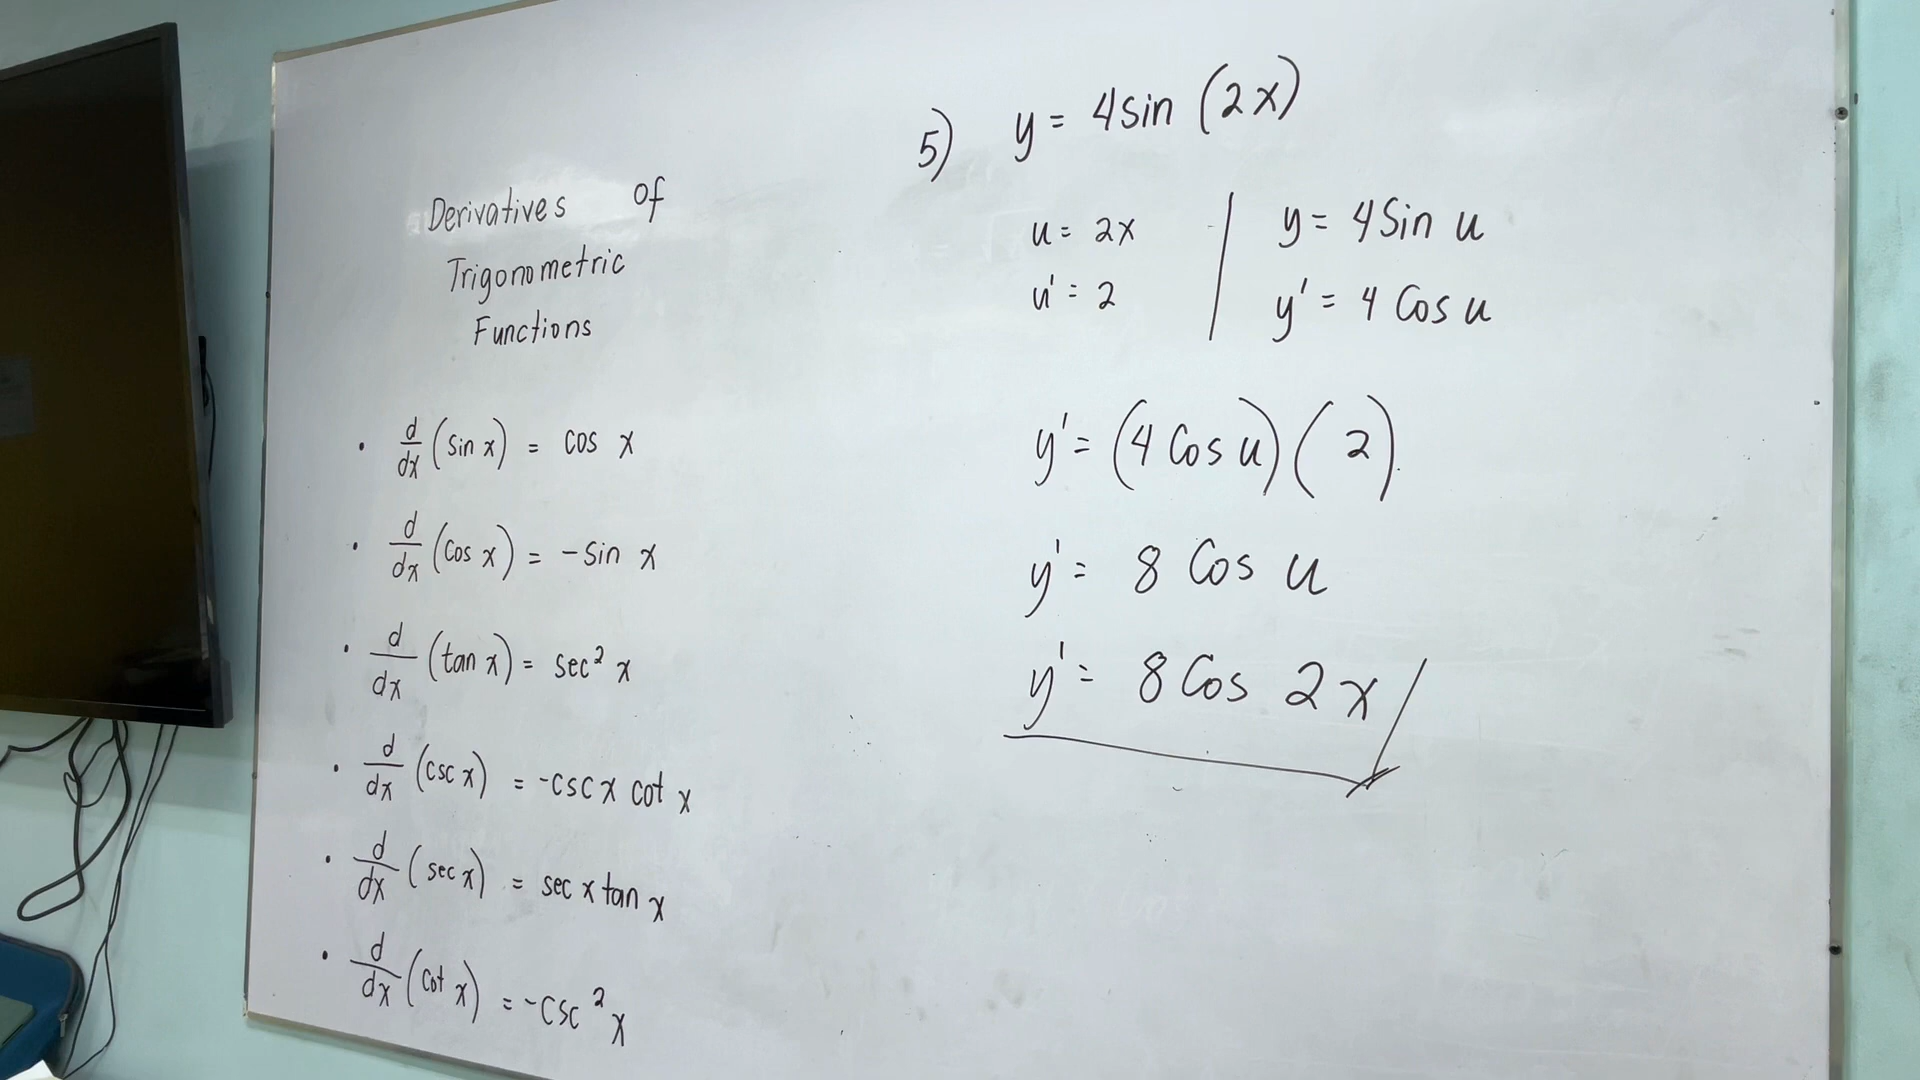 Derivatives of
Trigonometric
Functions
• d/dx (sin x) = cos x
• d/dx (cos x) = -sin x
• d/dx (tan x) = sec² x
• d/dx (csc x) = -csc x cot x
• d/dx (sec x) = sec x tan x
• d/dx (cot x) = -csc² x
5) y = 4sin (2x)
u = 2x | y = 4Sin u
u' = 2 | y' = 4 Cos u
y' = (4 Cos u)(2)
y' = 8 Cos u
y' = 8 Cos 2x